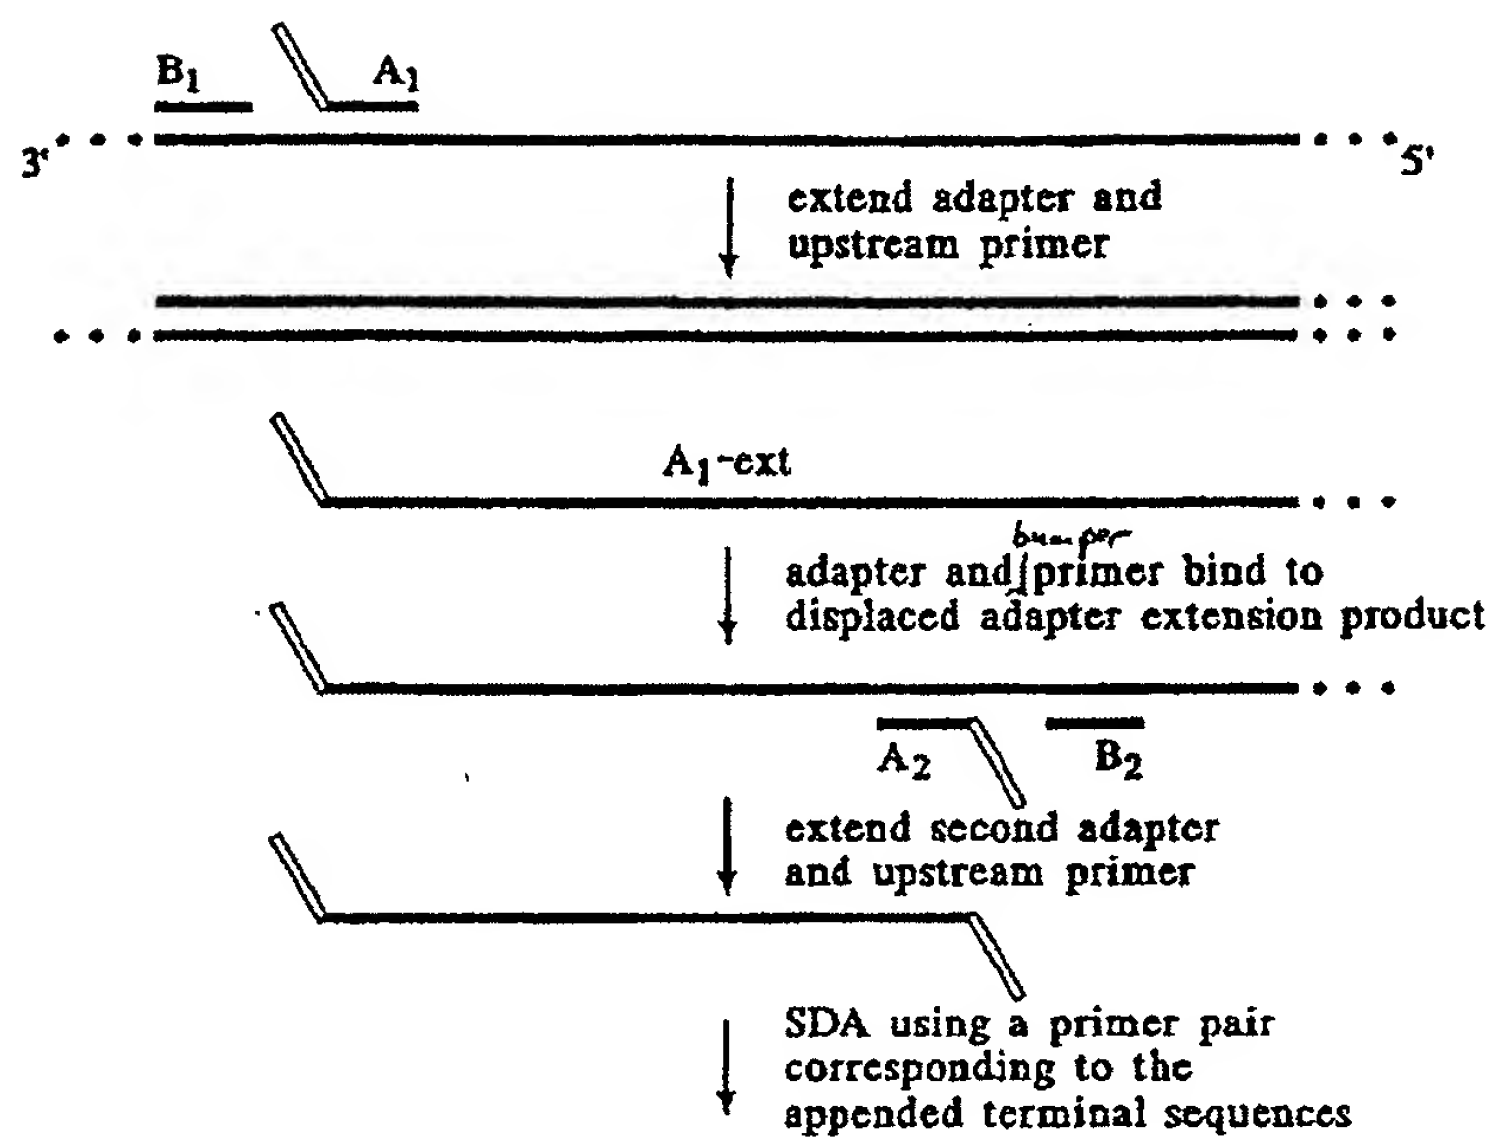 B₁ A₁
3' 5'
extend adapter and
upstream primer
A₁-ext
bumper
adapter and primer bind to
displaced adapter extension product
A₂ B₂
extend second adapter
and upstream primer
SDA using a primer pair
corresponding to the
appended terminal sequences